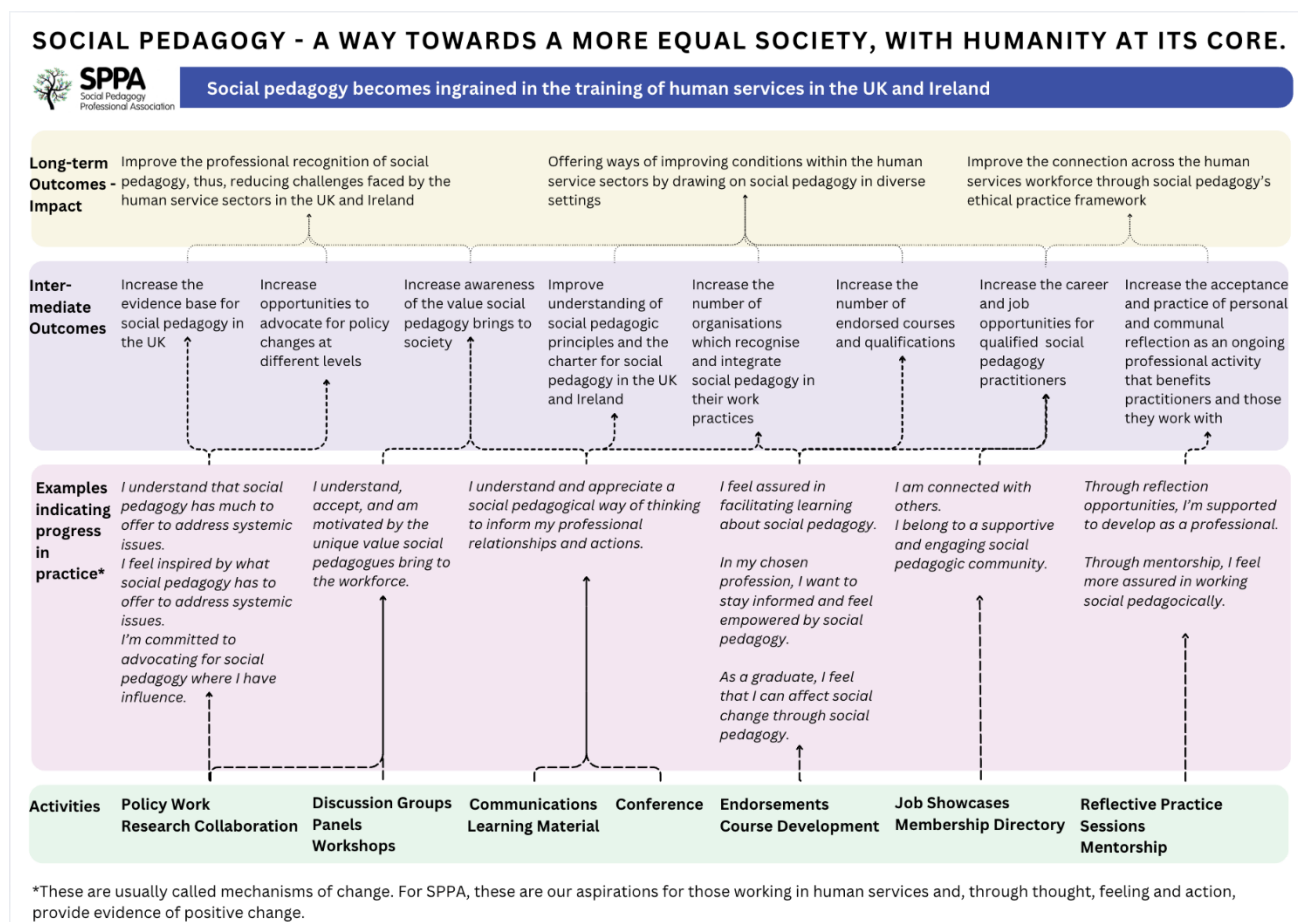 SOCIAL PEDAGOGY - A WAY TOWARDS A MORE EQUAL SOCIETY, WITH HUMANITY AT ITS CORE.
SPPA
Social Pedagogy
Professional Association
Social pedagogy becomes ingrained in the training of human services in the UK and Ireland
Long-term
Outcomes -
Impact
Improve the professional recognition of social
pedagogy, thus, reducing challenges faced by the
human service sectors in the UK and Ireland
Offering ways of improving conditions within the human
service sectors by drawing on social pedagogy in diverse
settings
Improve the connection across the human
services workforce through social pedagogy's
ethical practice framework
Inter-
mediate
Outcomes
Increase the
evidence base for
social pedagogy in
the UK
Increase
opportunities to
advocate for policy
changes at
different levels
Increase awareness
of the value social
pedagogy brings to
society
Improve
understanding of
social pedagogic
principles and the
charter for social
pedagogy in the UK
and Ireland
Increase the
number of
organisations
which recognise
and integrate
social pedagogy in
their work
practices
Increase the
number of
endorsed courses
and qualifications
Increase the career
and job
opportunities for
qualified social
pedagogy
practitioners
Increase the acceptance
and practice of personal
and communal
reflection as an ongoing
professional activity
that benefits
practitioners and those
they work with
Examples
indicating
progress
in
practice*
I understand that social
pedagogy has much to
offer to address systemic
issues.
I feel inspired by what
social pedagogy has to
offer to address systemic
issues.
I'm committed to
advocating for social
pedagogy where I have
influence.
I understand,
accept, and am
motivated by the
unique value social
pedagogues bring to
the workforce.
I understand and appreciate a
social pedagogical way of thinking
to inform my professional
relationships and actions.
I feel assured in
facilitating learning
about social pedagogy.
In my chosen
profession, I want to
stay informed and feel
empowered by social
pedagogy.
As a graduate, I feel
that I can affect social
change through social
pedagogy.
I am connected with
others.
I belong to a supportive
and engaging social
pedagogic community.
Through reflection
opportunities, I'm supported
to develop as a professional.
Through mentorship, I feel
more assured in working
social pedagocically.
Activities
Policy Work
Research Collaboration
Discussion Groups
Panels
Workshops
Communications
Learning Material
Conference
Endorsements
Course Development
Job Showcases
Membership Directory
Reflective Practice
Sessions
Mentorship
*These are usually called mechanisms of change. For SPPA, these are our aspirations for those working in human services and, through thought, feeling and action,
provide evidence of positive change.